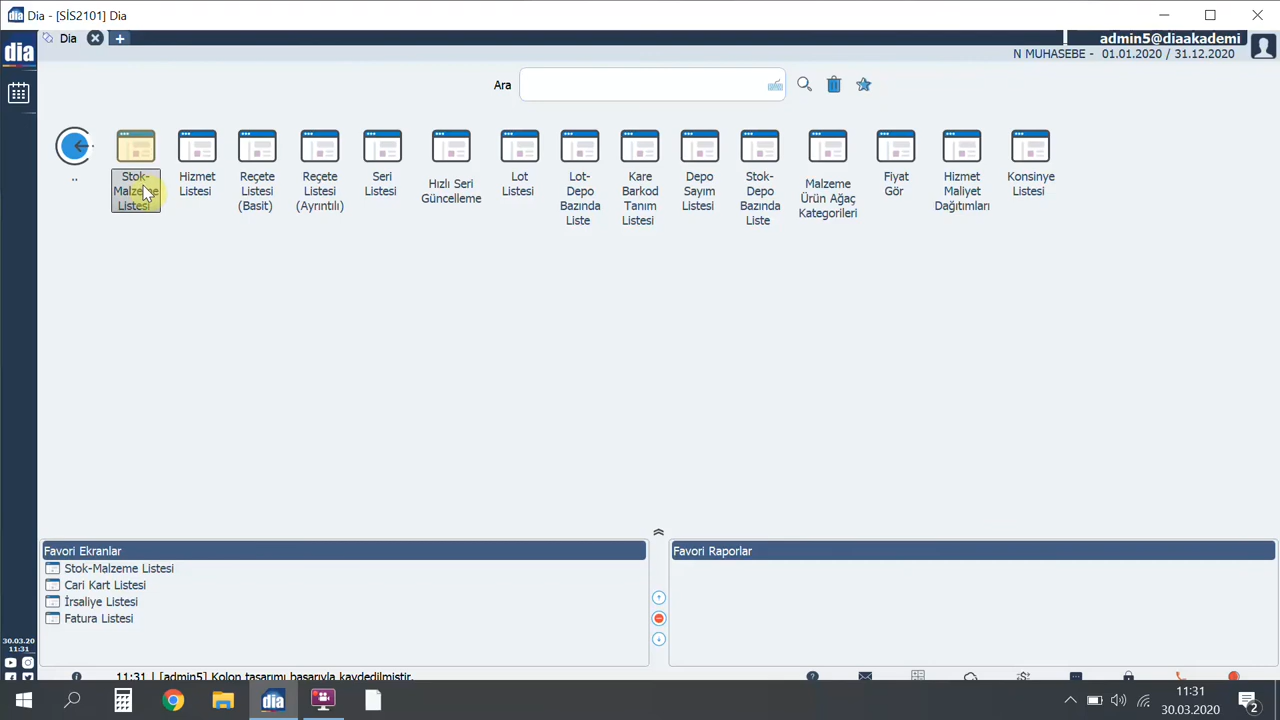 Dia - [SİS2101] Dia
dia
Dia
admin5@diaakademi
N MUHASEBE - 01.01.2020 / 31.12.2020
Ara
..
Stok-
Malzeme
Listesi
Hizmet
Listesi
Reçete
Listesi
(Basit)
Reçete
Listesi
(Ayrıntılı)
Seri
Listesi
Hızlı Seri
Güncelleme
Lot
Listesi
Lot-
Depo
Bazında
Liste
Kare
Barkod
Tanım
Listesi
Depo
Sayım
Listesi
Stok-
Depo
Bazında
Liste
Malzeme
Ürün Ağaç
Kategorileri
Fiyat
Gör
Hizmet
Maliyet
Dağıtımları
Konsinye
Listesi
Favori Ekranlar
Stok-Malzeme Listesi
Cari Kart Listesi
İrsaliye Listesi
Fatura Listesi
Favori Raporlar
30.03.20
11:31
11:31 | [admin5] Kolon tasarımı başarıyla kaydedilmiştir.
dia
11:31
30.03.2020
2